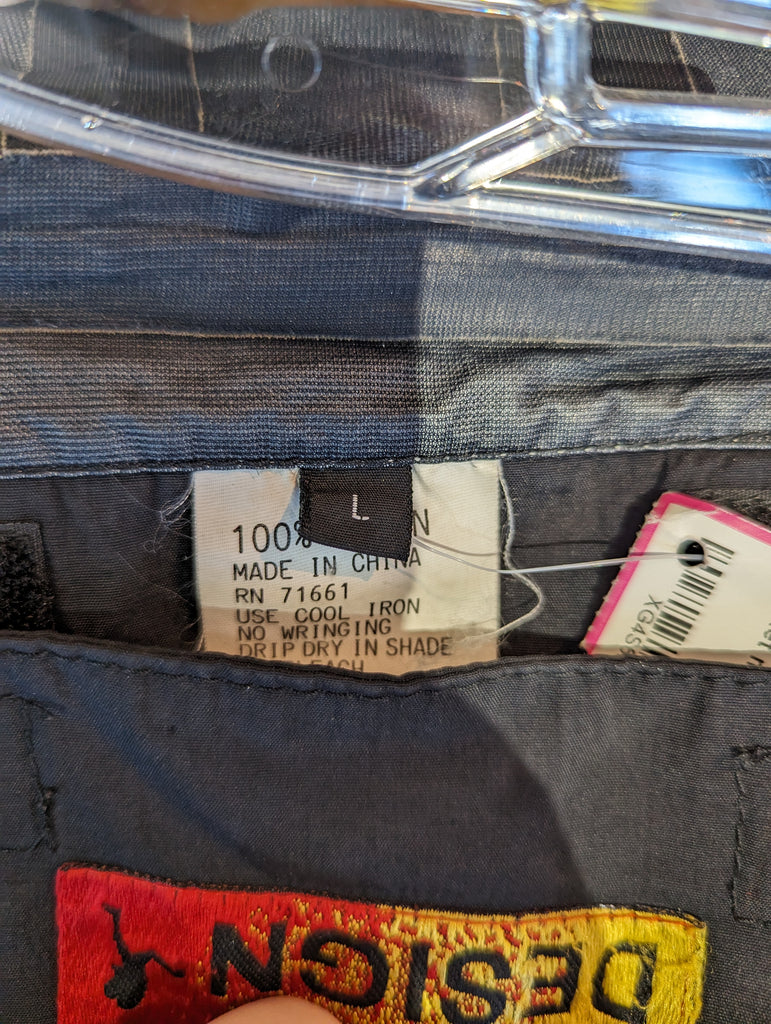 L
100%
MADE IN CHINA
RN 71661
USE COOL IRON
NO WRINGING
DRIP DRY IN SHADE
DESIGN